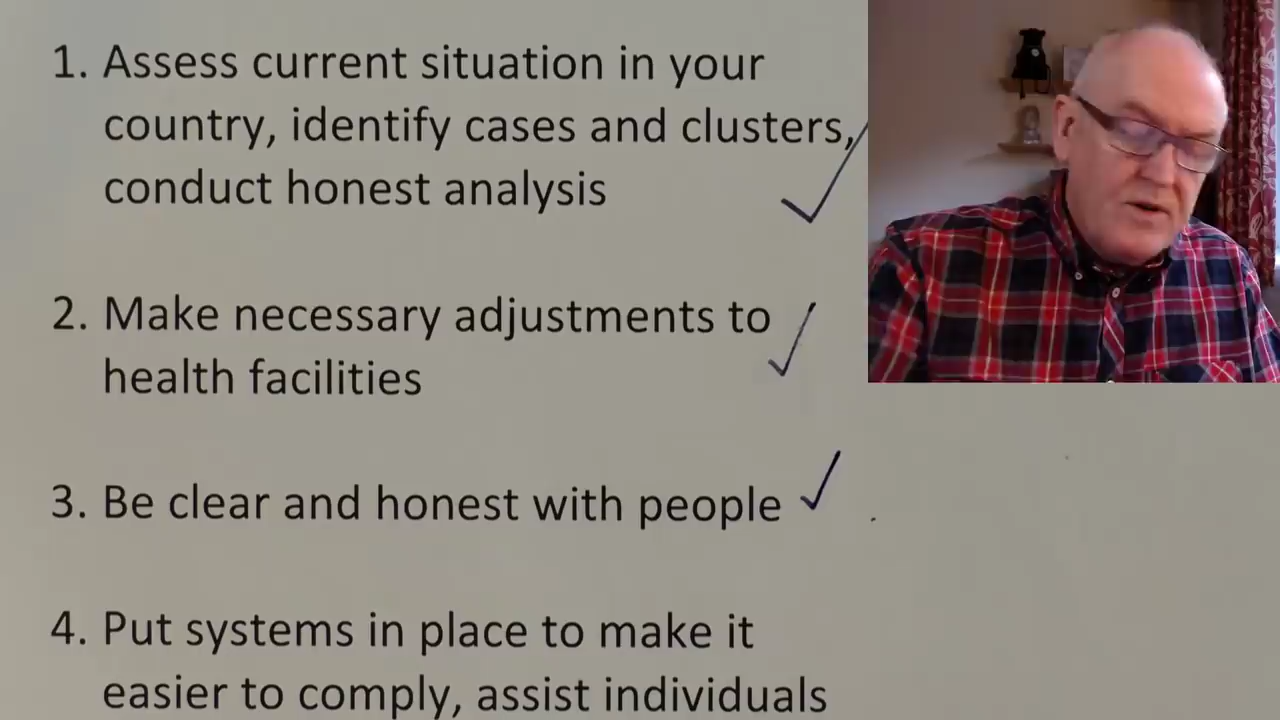 1. Assess current situation in your
country, identify cases and clusters,
conduct honest analysis
2. Make necessary adjustments to
health facilities
3. Be clear and honest with people
4. Put systems in place to make it
easier to comply, assist individuals